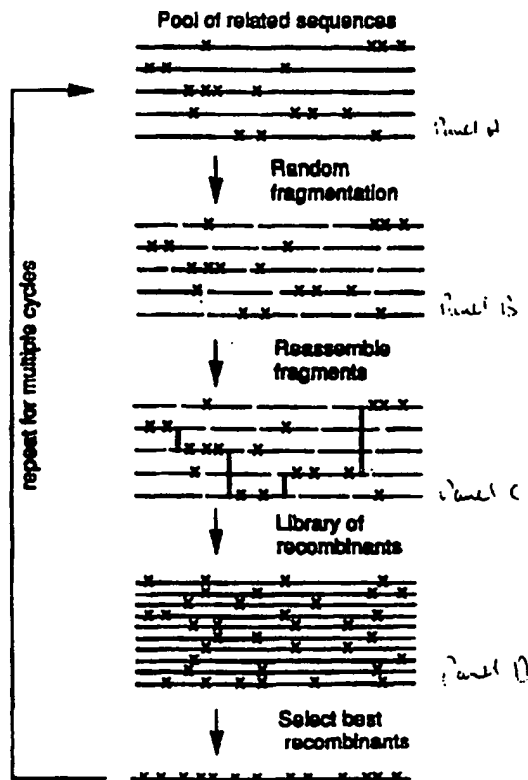 Pool of related sequences
Panel A
Random
fragmentation
Panel B
repeat for multiple cycles
Reassemble
fragments
Panel C
Library of
recombinants
Panel D
Select best
recombinants